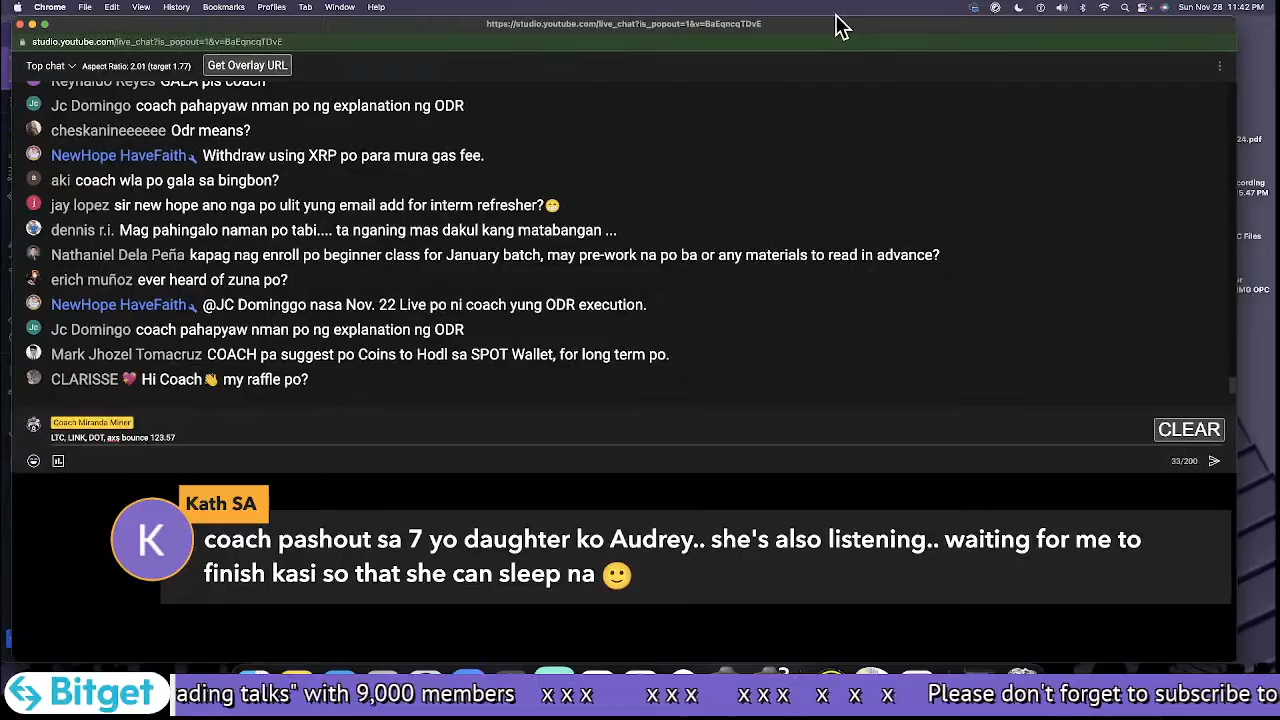 Chrome File Edit View History Bookmarks Profiles Tab Window Help Sun Nov 28 11:42 PM
https://studio.youtube.com/live_chat?is_popout=1&v=BaEqncqTDvE
studio.youtube.com/live_chat?is_popout=1&v=BaEqncqTDvE
Top chat Aspect Ratio: 2.01 (target 1.77) Get Overlay URL
Reynaldo Reyes GALA pls coach
Jc Domingo coach pahapyaw nman po ng explanation ng ODR
cheskanineeeeee Odr means?
NewHope HaveFaith Withdraw using XRP po para mura gas fee.
aki coach wla po gala sa bingbon?
jay lopez sir new hope ano nga po ulit yung email add for interm refresher?😁
dennis r.i. Mag pahingalo naman po tabi.... ta nganing mas dakul kang matabangan ...
Nathaniel Dela Peña kapag nag enroll po beginner class for January batch, may pre-work na po ba or any materials to read in advance?
erich muñoz ever heard of zuna po?
NewHope HaveFaith @JC Dominggo nasa Nov. 22 Live po ni coach yung ODR execution.
Jc Domingo coach pahapyaw nman po ng explanation ng ODR
Mark Jhozel Tomacruz COACH pa suggest po Coins to Hodl sa SPOT Wallet, for long term po.
CLARISSE 💖 Hi Coach👋 my raffle po?
Coach Miranda Miner
LTC, LINK, DOT, axs bounce 123.57
CLEAR
33/200
24.pdf
cording
5.47 PM
C Files
or
IMG OPC
Kath SA
K
coach pashout sa 7 yo daughter ko Audrey.. she's also listening.. waiting for me to
finish kasi so that she can sleep na 🙂
Bitget
ading talks" with 9,000 members x x x x x x x x x x x x Please don't forget to subscribe to